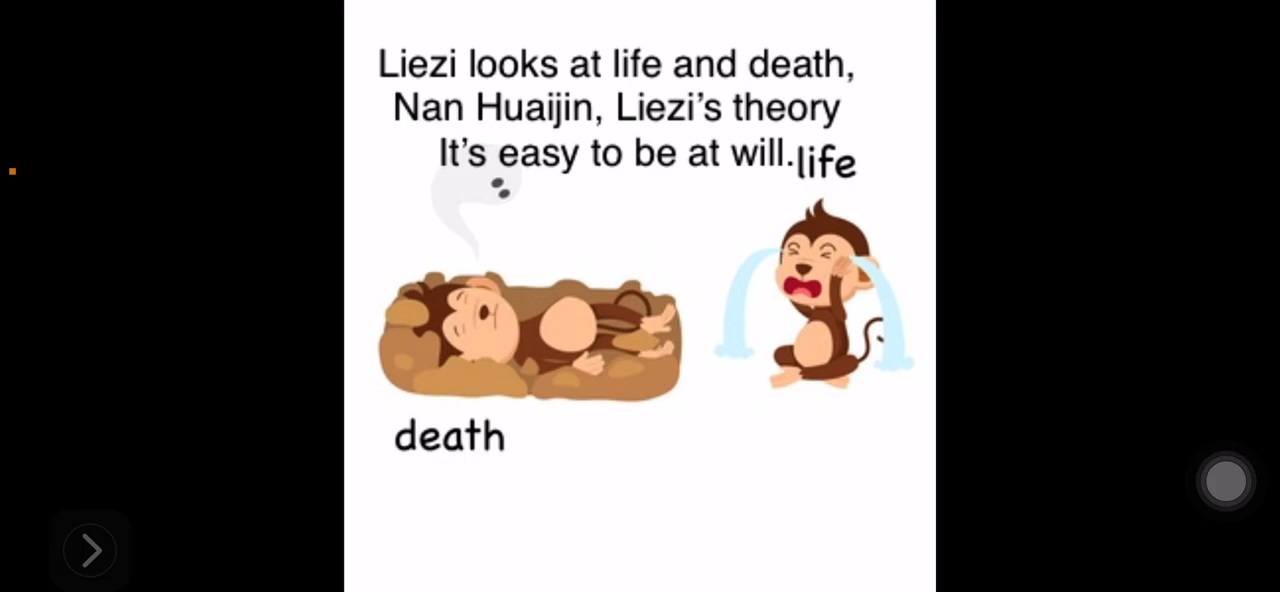 Liezi looks at life and death,
Nan Huaijin, Liezi's theory
It's easy to be at will.
life
death